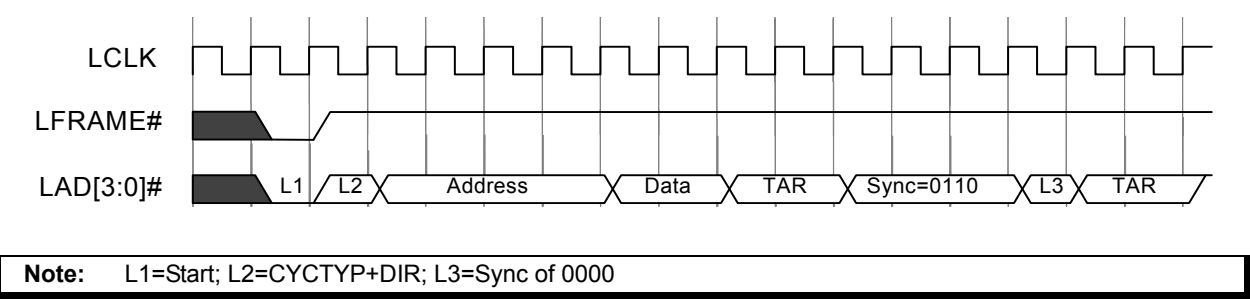 LCLK
LFRAME#
LAD[3:0]# L1 L2 Address Data TAR Sync=0110 L3 TAR
Note: L1=Start; L2=CYCTYP+DIR; L3=Sync of 0000